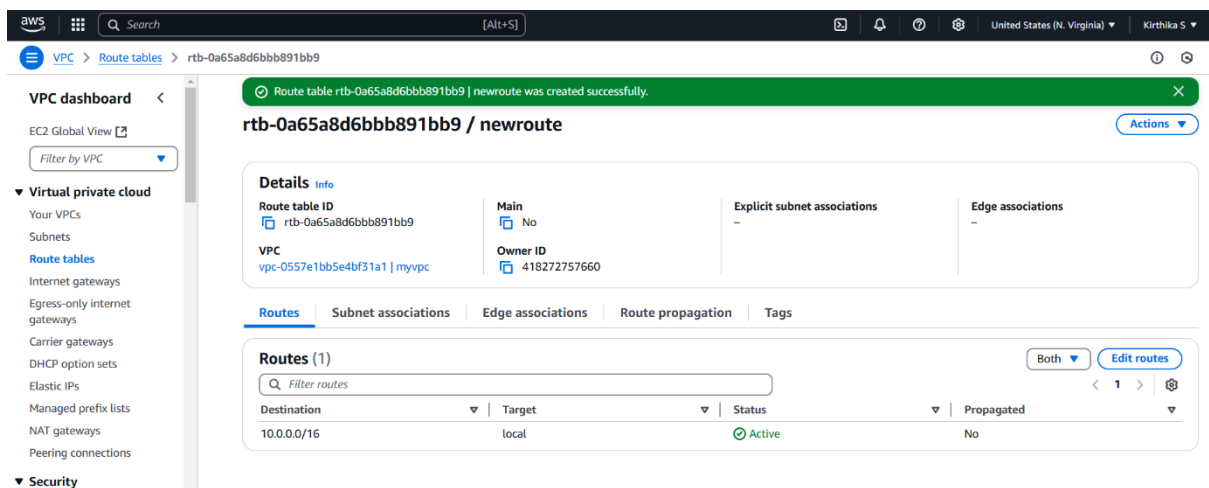 aws
Search [Alt+S] United States (N. Virginia) Kirthika S
VPC > Route tables > rtb-0a65a8d6bbb891bb9
VPC dashboard
EC2 Global View
Filter by VPC
Virtual private cloud
Your VPCs
Subnets
Route tables
Internet gateways
Egress-only internet
gateways
Carrier gateways
DHCP option sets
Elastic IPs
Managed prefix lists
NAT gateways
Peering connections
Security
Route table rtb-0a65a8d6bbb891bb9 | newroute was created successfully.
rtb-0a65a8d6bbb891bb9 / newroute
Actions
Details Info
Route table ID
rtb-0a65a8d6bbb891bb9
Main
No
Explicit subnet associations
–
Edge associations
–
VPC
vpc-0557e1bb5e4bf31a1 | myvpc
Owner ID
418272757660
Routes Subnet associations Edge associations Route propagation Tags
Routes (1)
Both Edit routes
Filter routes
< 1 >
Destination Target Status Propagated
10.0.0.0/16 local Active No